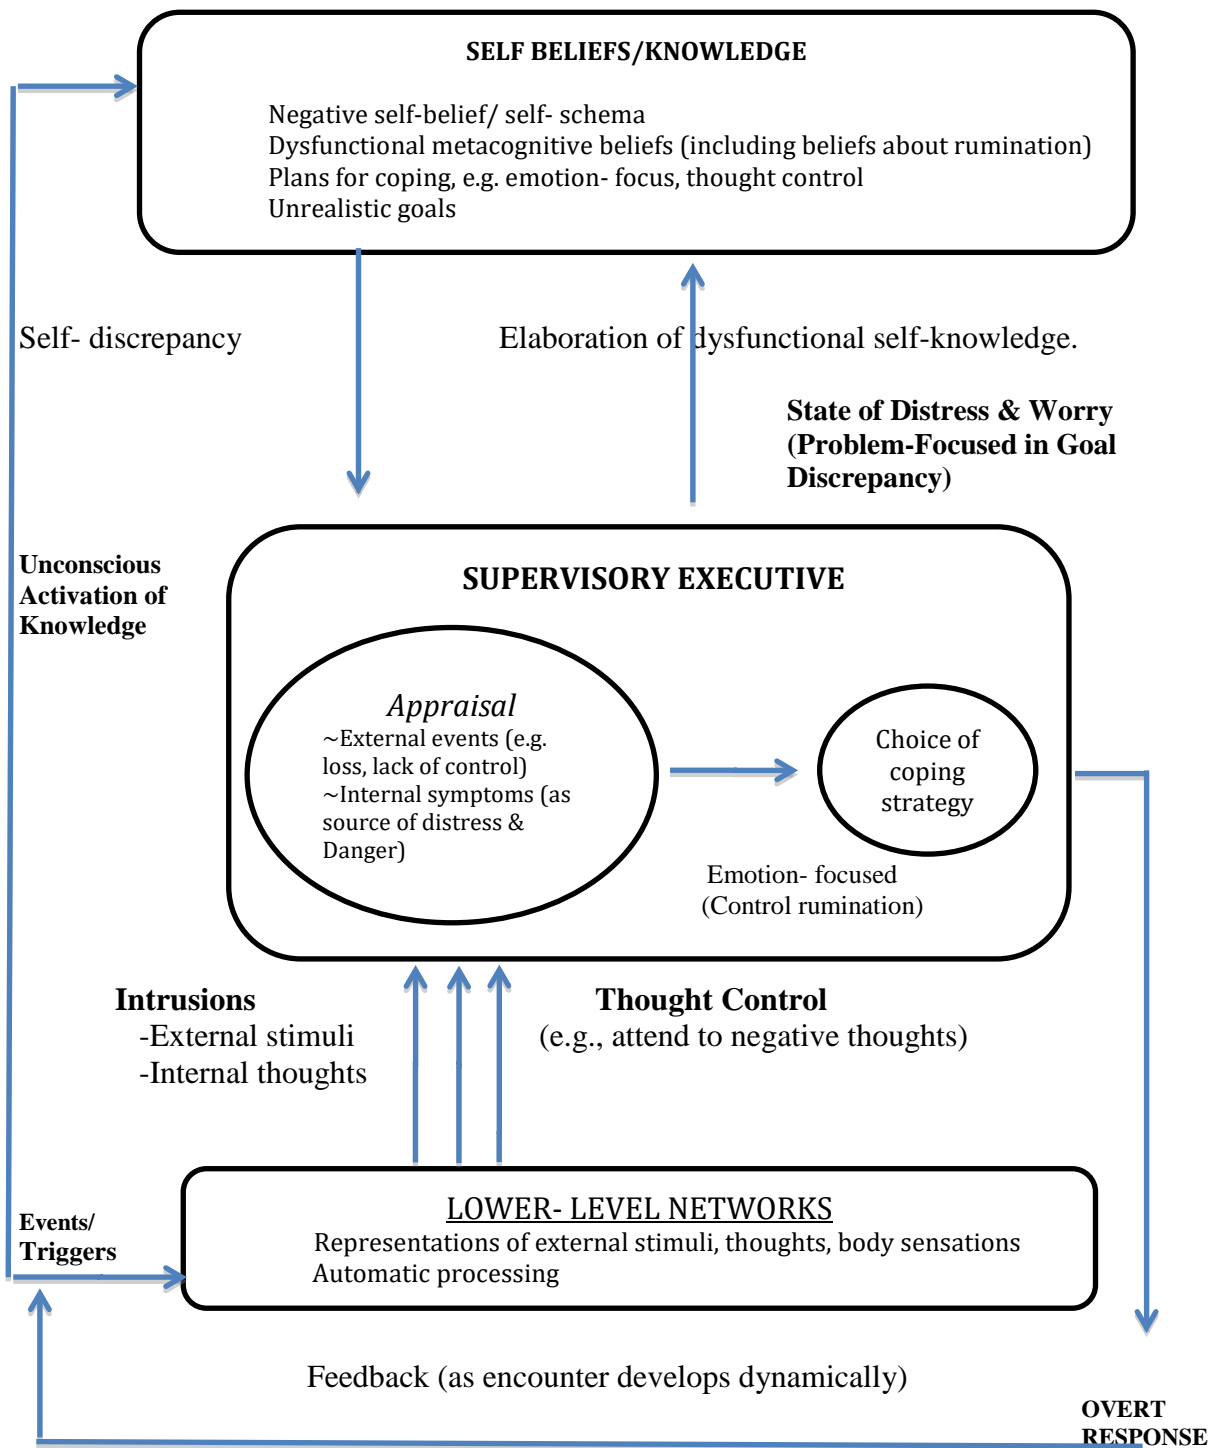 SELF BELIEFS/KNOWLEDGE
Negative self-belief/ self- schema
Dysfunctional metacognitive beliefs (including beliefs about rumination)
Plans for coping, e.g. emotion- focus, thought control
Unrealistic goals
Self- discrepancy
Elaboration of dysfunctional self-knowledge.
State of Distress & Worry
(Problem-Focused in Goal
Discrepancy)
Unconscious
Activation of
Knowledge
SUPERVISORY EXECUTIVE
Appraisal
~External events (e.g.
loss, lack of control)
~Internal symptoms (as
source of distress &
Danger)
Choice of
coping
strategy
Emotion- focused
(Control rumination)
Intrusions
-External stimuli
-Internal thoughts
Thought Control
(e.g., attend to negative thoughts)
Events/
Triggers
LOWER- LEVEL NETWORKS
Representations of external stimuli, thoughts, body sensations
Automatic processing
Feedback (as encounter develops dynamically)
OVERT
RESPONSE